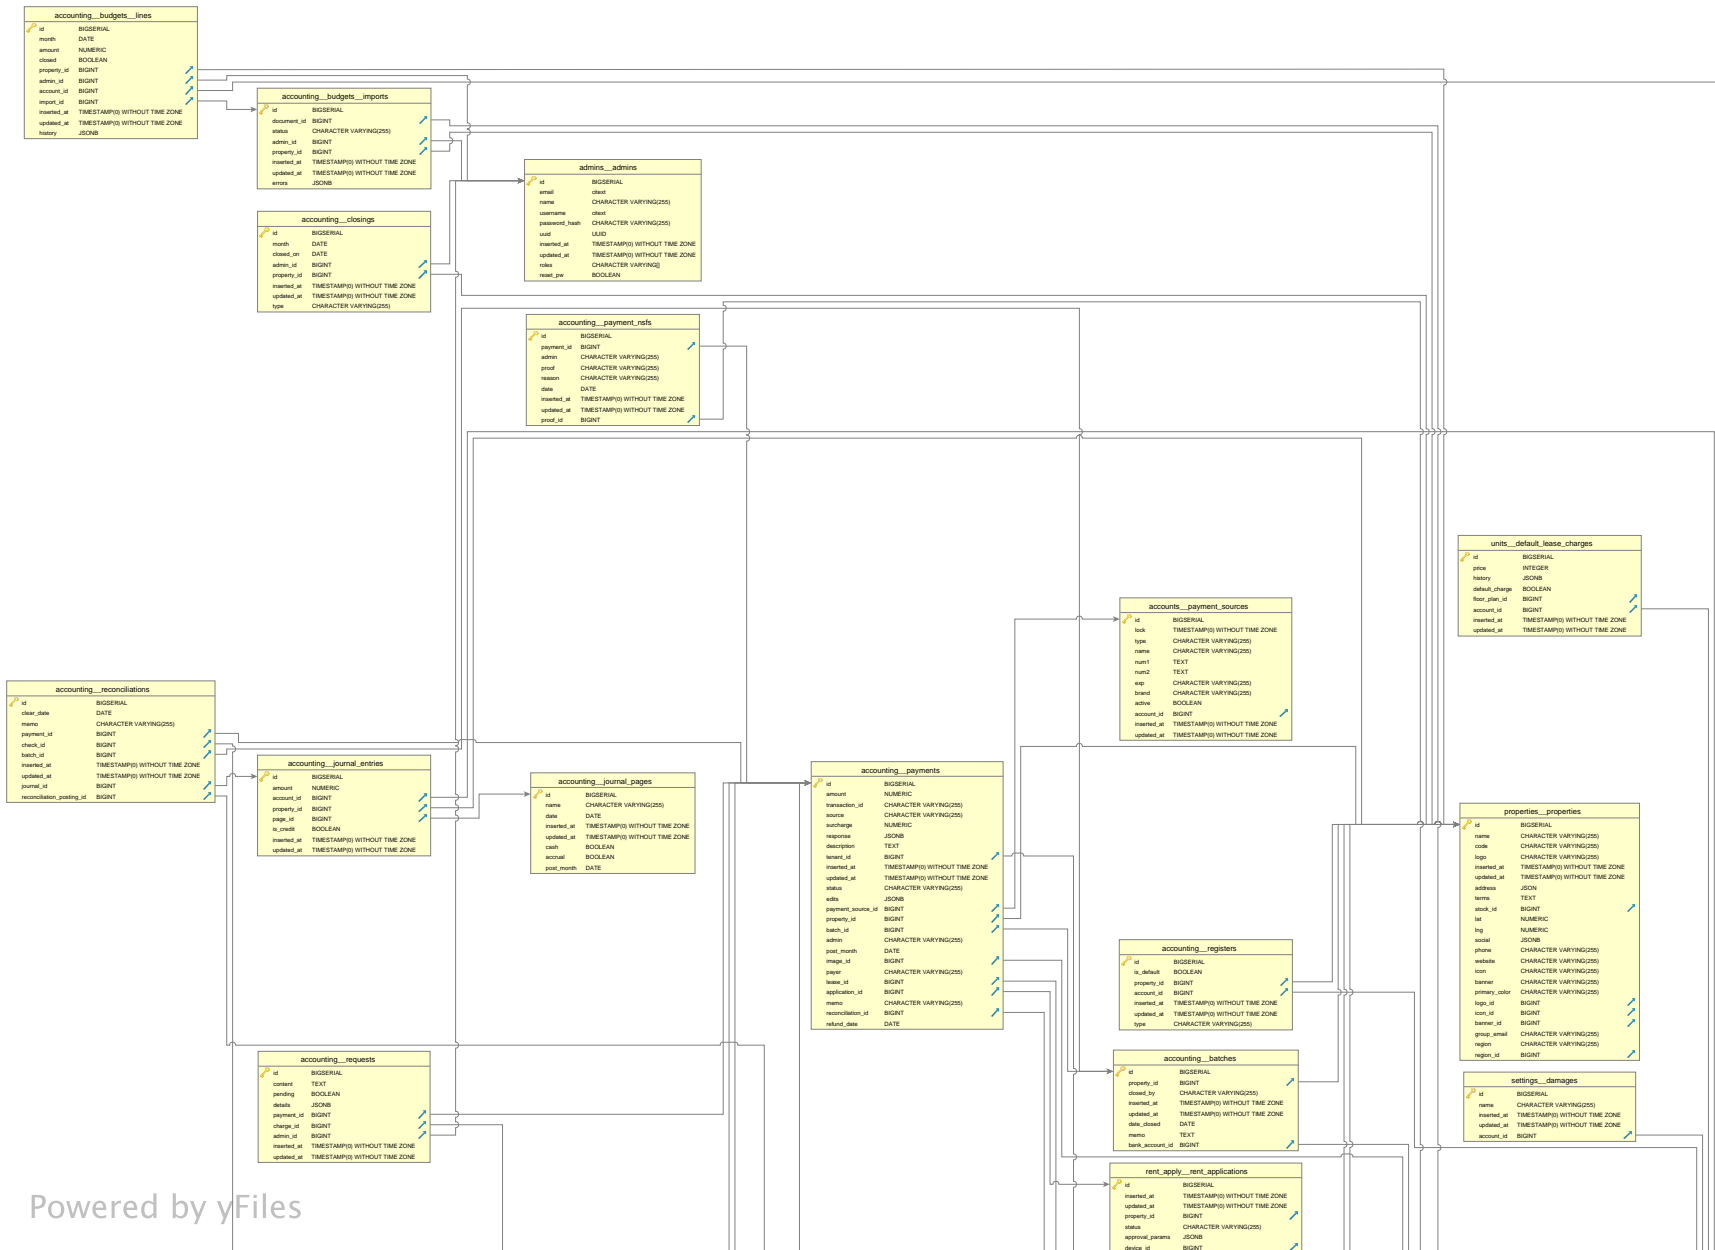 accounting__budgets__lines
id BIGSERIAL
month DATE
amount NUMERIC
closed BOOLEAN
property_id BIGINT
admin_id BIGINT
account_id BIGINT
import_id BIGINT
inserted_at TIMESTAMP(0) WITHOUT TIME ZONE
updated_at TIMESTAMP(0) WITHOUT TIME ZONE
history JSONB
accounting__budgets__imports
id BIGSERIAL
document_id BIGINT
status CHARACTER VARYING(255)
admin_id BIGINT
property_id BIGINT
inserted_at TIMESTAMP(0) WITHOUT TIME ZONE
updated_at TIMESTAMP(0) WITHOUT TIME ZONE
errors JSONB
admins__admins
id BIGSERIAL
email citext
name CHARACTER VARYING(255)
username citext
password_hash CHARACTER VARYING(255)
uuid UUID
inserted_at TIMESTAMP(0) WITHOUT TIME ZONE
updated_at TIMESTAMP(0) WITHOUT TIME ZONE
roles CHARACTER VARYING[]
reset_pw BOOLEAN
accounting__closings
id BIGSERIAL
month DATE
closed_on DATE
admin_id BIGINT
property_id BIGINT
inserted_at TIMESTAMP(0) WITHOUT TIME ZONE
updated_at TIMESTAMP(0) WITHOUT TIME ZONE
type CHARACTER VARYING(255)
accounting__payment_nsfs
id BIGSERIAL
payment_id BIGINT
admin CHARACTER VARYING(255)
proof CHARACTER VARYING(255)
reason CHARACTER VARYING(255)
date DATE
inserted_at TIMESTAMP(0) WITHOUT TIME ZONE
updated_at TIMESTAMP(0) WITHOUT TIME ZONE
proof_id BIGINT
units__default_lease_charges
id BIGSERIAL
price INTEGER
history JSONB
default_charge BOOLEAN
floor_plan_id BIGINT
account_id BIGINT
inserted_at TIMESTAMP(0) WITHOUT TIME ZONE
updated_at TIMESTAMP(0) WITHOUT TIME ZONE
accounts__payment_sources
id BIGSERIAL
lock TIMESTAMP(0) WITHOUT TIME ZONE
type CHARACTER VARYING(255)
name CHARACTER VARYING(255)
num1 TEXT
num2 TEXT
exp CHARACTER VARYING(255)
brand CHARACTER VARYING(255)
active BOOLEAN
account_id BIGINT
inserted_at TIMESTAMP(0) WITHOUT TIME ZONE
updated_at TIMESTAMP(0) WITHOUT TIME ZONE
accounting__reconciliations
id BIGSERIAL
clear_date DATE
memo CHARACTER VARYING(255)
payment_id BIGINT
check_id BIGINT
batch_id BIGINT
inserted_at TIMESTAMP(0) WITHOUT TIME ZONE
updated_at TIMESTAMP(0) WITHOUT TIME ZONE
journal_id BIGINT
reconciliation_posting_id BIGINT
accounting__journal_entries
id BIGSERIAL
amount NUMERIC
account_id BIGINT
property_id BIGINT
page_id BIGINT
is_credit BOOLEAN
inserted_at TIMESTAMP(0) WITHOUT TIME ZONE
updated_at TIMESTAMP(0) WITHOUT TIME ZONE
accounting__journal_pages
id BIGSERIAL
name CHARACTER VARYING(255)
date DATE
inserted_at TIMESTAMP(0) WITHOUT TIME ZONE
updated_at TIMESTAMP(0) WITHOUT TIME ZONE
cash BOOLEAN
accrual BOOLEAN
post_month DATE
accounting__payments
id BIGSERIAL
amount NUMERIC
transaction_id CHARACTER VARYING(255)
source CHARACTER VARYING(255)
surcharge NUMERIC
response JSONB
description TEXT
tenant_id BIGINT
inserted_at TIMESTAMP(0) WITHOUT TIME ZONE
updated_at TIMESTAMP(0) WITHOUT TIME ZONE
status CHARACTER VARYING(255)
edits JSONB
payment_source_id BIGINT
property_id BIGINT
batch_id BIGINT
admin CHARACTER VARYING(255)
post_month DATE
image_id BIGINT
payer CHARACTER VARYING(255)
lease_id BIGINT
application_id BIGINT
memo CHARACTER VARYING(255)
reconciliation_id BIGINT
refund_date DATE
properties__properties
id BIGSERIAL
name CHARACTER VARYING(255)
code CHARACTER VARYING(255)
logo CHARACTER VARYING(255)
inserted_at TIMESTAMP(0) WITHOUT TIME ZONE
updated_at TIMESTAMP(0) WITHOUT TIME ZONE
address JSON
terms TEXT
stock_id BIGINT
lat NUMERIC
lng NUMERIC
social JSONB
phone CHARACTER VARYING(255)
website CHARACTER VARYING(255)
icon CHARACTER VARYING(255)
banner CHARACTER VARYING(255)
primary_color CHARACTER VARYING(255)
logo_id BIGINT
icon_id BIGINT
banner_id BIGINT
group_email CHARACTER VARYING(255)
region CHARACTER VARYING(255)
region_id BIGINT
accounting__registers
id BIGSERIAL
is_default BOOLEAN
property_id BIGINT
account_id BIGINT
inserted_at TIMESTAMP(0) WITHOUT TIME ZONE
updated_at TIMESTAMP(0) WITHOUT TIME ZONE
type CHARACTER VARYING(255)
accounting__requests
id BIGSERIAL
content TEXT
pending BOOLEAN
details JSONB
payment_id BIGINT
charge_id BIGINT
admin_id BIGINT
inserted_at TIMESTAMP(0) WITHOUT TIME ZONE
updated_at TIMESTAMP(0) WITHOUT TIME ZONE
accounting__batches
id BIGSERIAL
property_id BIGINT
closed_by CHARACTER VARYING(255)
inserted_at TIMESTAMP(0) WITHOUT TIME ZONE
updated_at TIMESTAMP(0) WITHOUT TIME ZONE
date_closed DATE
memo TEXT
bank_account_id BIGINT
settings__damages
id BIGSERIAL
name CHARACTER VARYING(255)
inserted_at TIMESTAMP(0) WITHOUT TIME ZONE
updated_at TIMESTAMP(0) WITHOUT TIME ZONE
account_id BIGINT
rent_apply__rent_applications
id BIGSERIAL
inserted_at TIMESTAMP(0) WITHOUT TIME ZONE
updated_at TIMESTAMP(0) WITHOUT TIME ZONE
property_id BIGINT
status CHARACTER VARYING(255)
approval_params JSONB
device_id BIGINT
Powered by yFiles